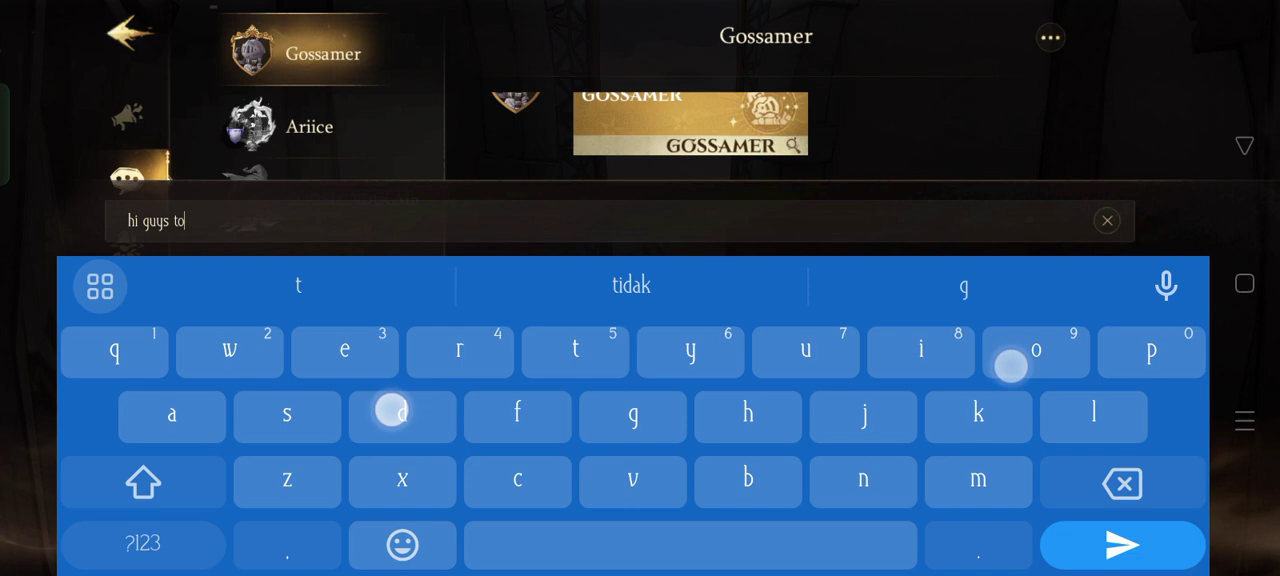 Gossamer
Gossamer
GOSSAMER
GOSSAMER
Ariice
hi guys to
t tidak g
q 1 w 2 e 3 r 4 t 5 y 6 u 7 i 8 o 9 p 0
a s d f g h j k l
z x c v b n m
?123 , .